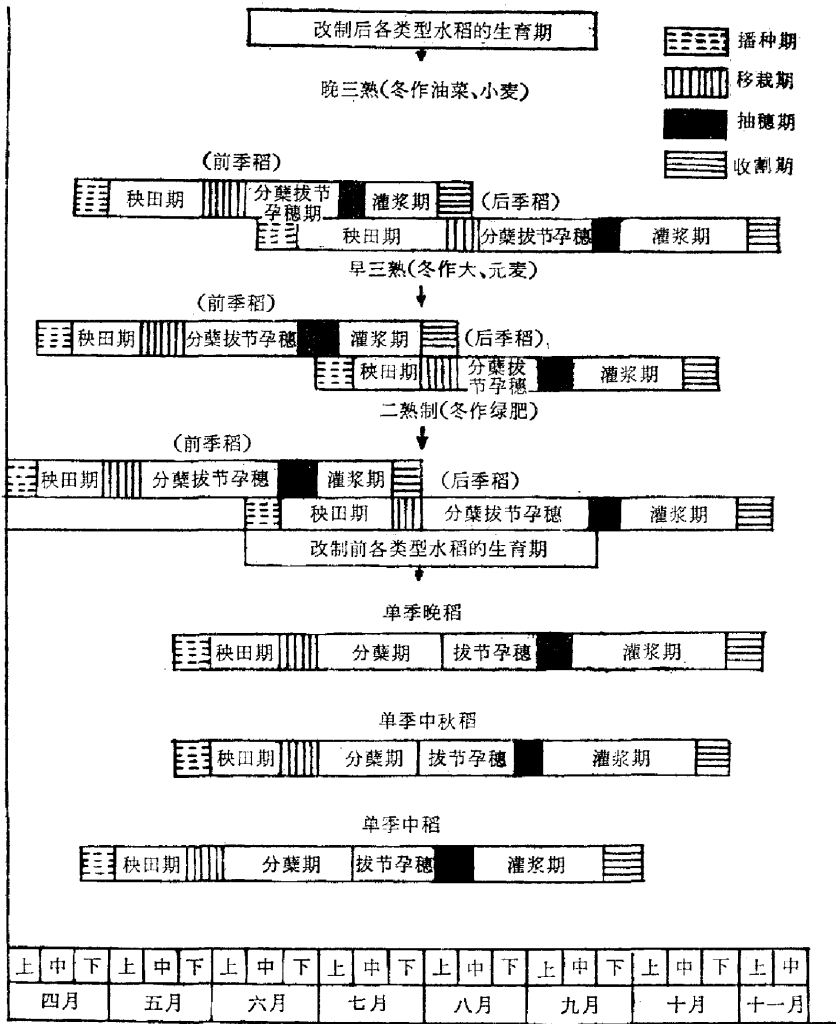 改制后各类型水稻的生育期
播种期
移栽期
抽穗期
收割期
晚三熟(冬作油菜、小麦)
(前季稻)
秧田期 分蘖拔节孕穗期 灌浆期
(后季稻)
秧田期 分蘖拔节孕穗 灌浆期
早三熟(冬作大、元麦)
(前季稻)
秧田期 分蘖拔节孕穗 灌浆期
(后季稻)
秧田期 分蘖拔节孕穗 灌浆期
二熟制(冬作绿肥)
(前季稻)
秧田期 分蘖拔节孕穗 灌浆期
(后季稻)
秧田期 分蘖拔节孕穗 灌浆期
改制前各类型水稻的生育期
单季晚稻
秧田期 分蘖期 拔节孕穗 灌浆期
单季中秋稻
秧田期 分蘖期 拔节孕穗 灌浆期
单季中稻
秧田期 分蘖期 拔节孕穗 灌浆期
上 中 下 上 中 下 上 中 下 上 中 下 上 中 下 上 中 下 上 中 下 上 中
四月 五月 六月 七月 八月 九月 十月 十一月